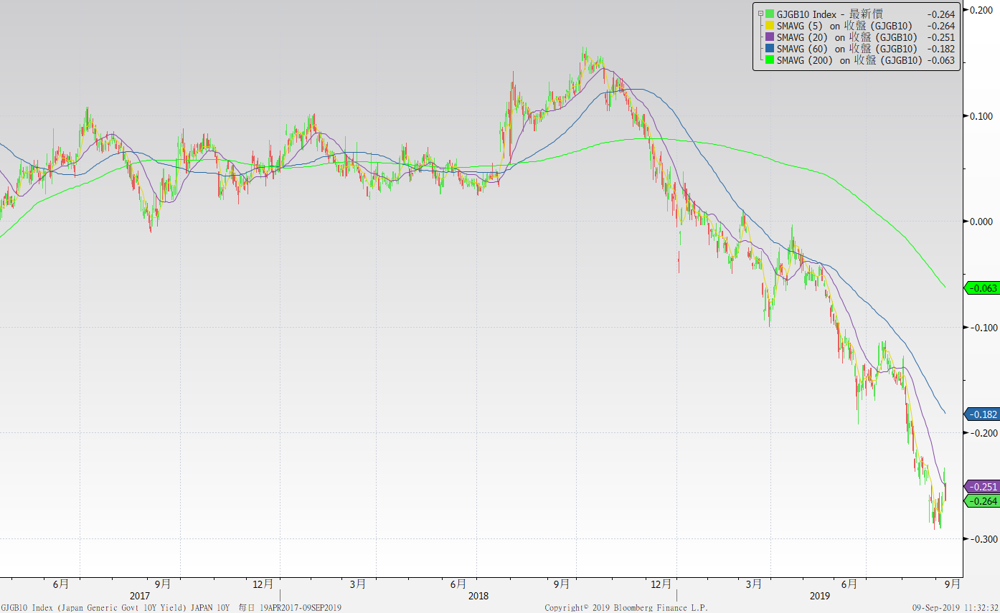 GJGB10 Index - 最新價 -0.264
SMAVG (5) on 收盤 (GJGB10) -0.264
SMAVG (20) on 收盤 (GJGB10) -0.251
SMAVG (60) on 收盤 (GJGB10) -0.182
SMAVG (200) on 收盤 (GJGB10) -0.063
0.200
0.100
0.000
-0.063
-0.100
-0.182
-0.200
-0.251
-0.264
-0.300
6月 9月 12月 3月 6月 9月 12月 3月 6月 9月
2017 2018 2019
GJGB10 Index (Japan Generic Govt 10Y Yield) JAPAN 10Y 每日 19APR2017-09SEP2019 Copyright© 2019 Bloomberg Finance L.P. 09-Sep-2019 11:32:32